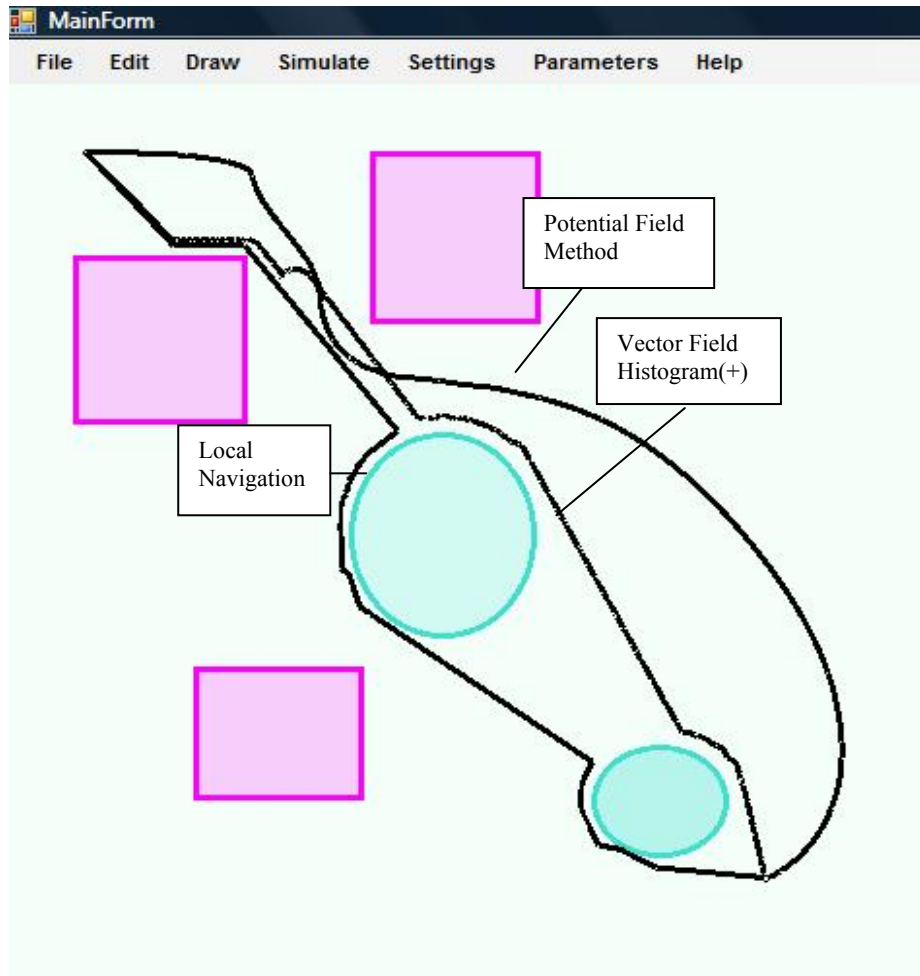 MainForm
File Edit Draw Simulate Settings Parameters Help
Potential Field
Method
Vector Field
Histogram(+)
Local
Navigation